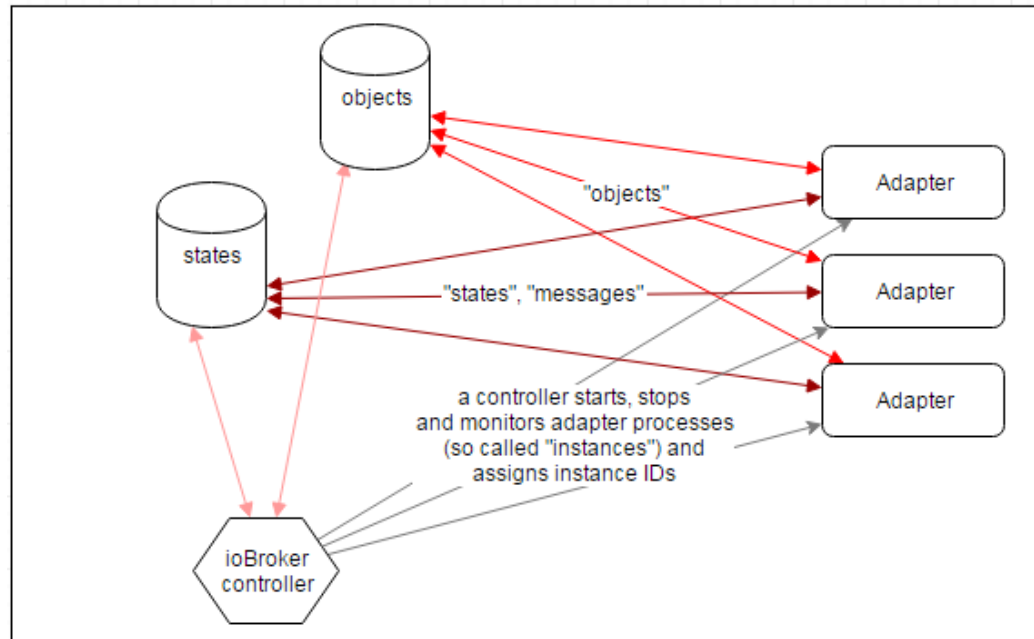 objects
Adapter
"objects"
states
Adapter
"states", "messages"
a controller starts, stops
and monitors adapter processes
(so called "instances") and
assigns instance IDs
Adapter
ioBroker
controller